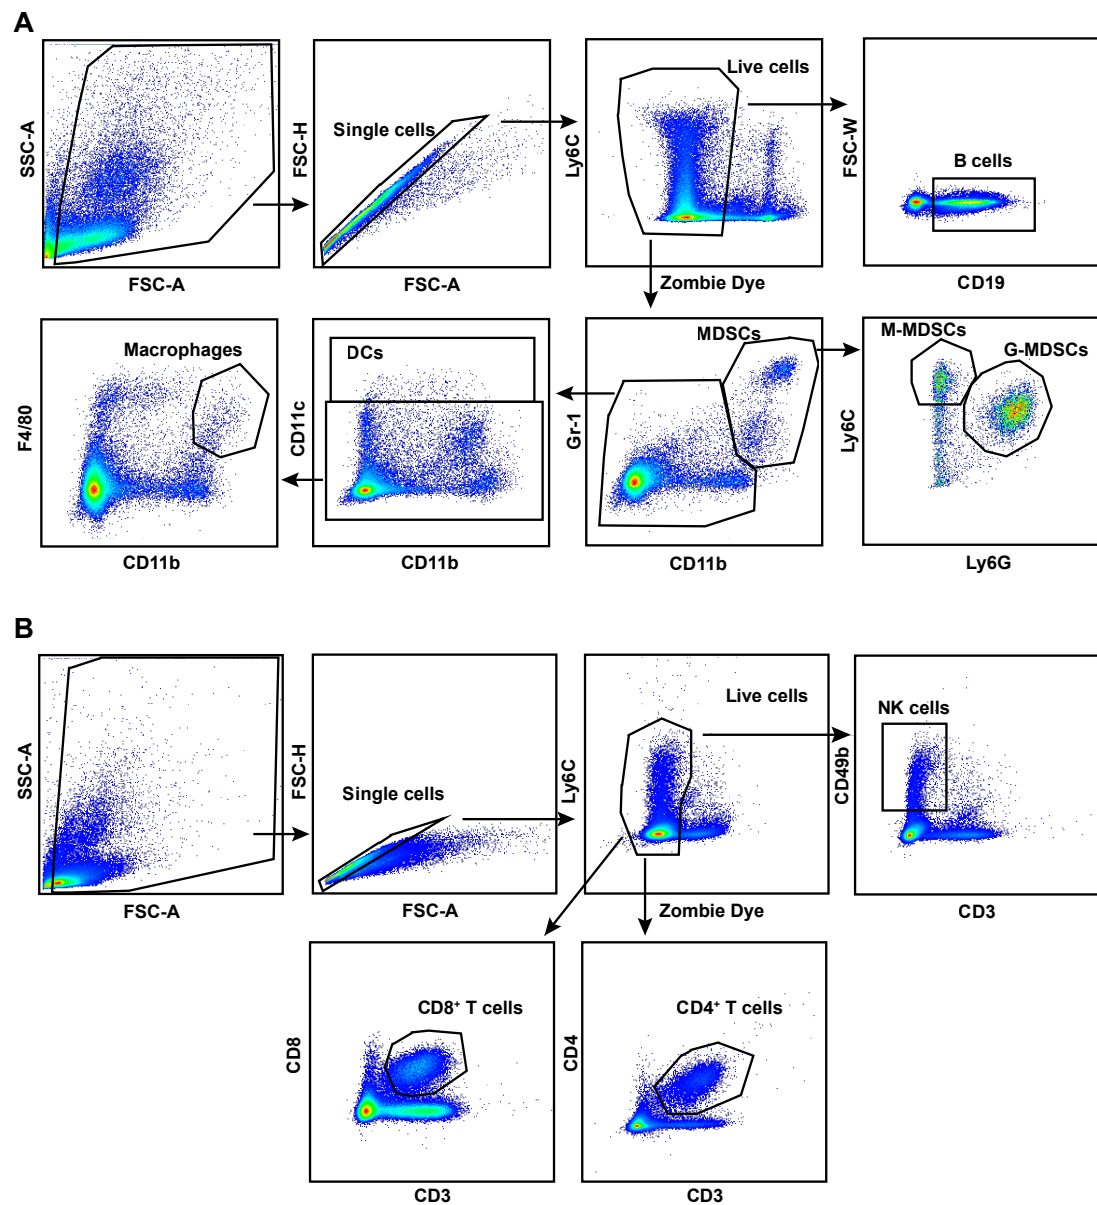 A
SSC-A
FSC-A
Single cells
FSC-H
FSC-A
Live cells
Ly6C
Zombie Dye
B cells
FSC-W
CD19
Macrophages
F4/80
CD11b
DCs
CD11c
CD11b
MDSCs
Gr-1
CD11b
M-MDSCs
G-MDSCs
Ly6C
Ly6G
B
SSC-A
FSC-A
Single cells
FSC-H
FSC-A
Live cells
Ly6C
Zombie Dye
NK cells
CD49b
CD3
CD8⁺ T cells
CD8
CD3
CD4⁺ T cells
CD4
CD3